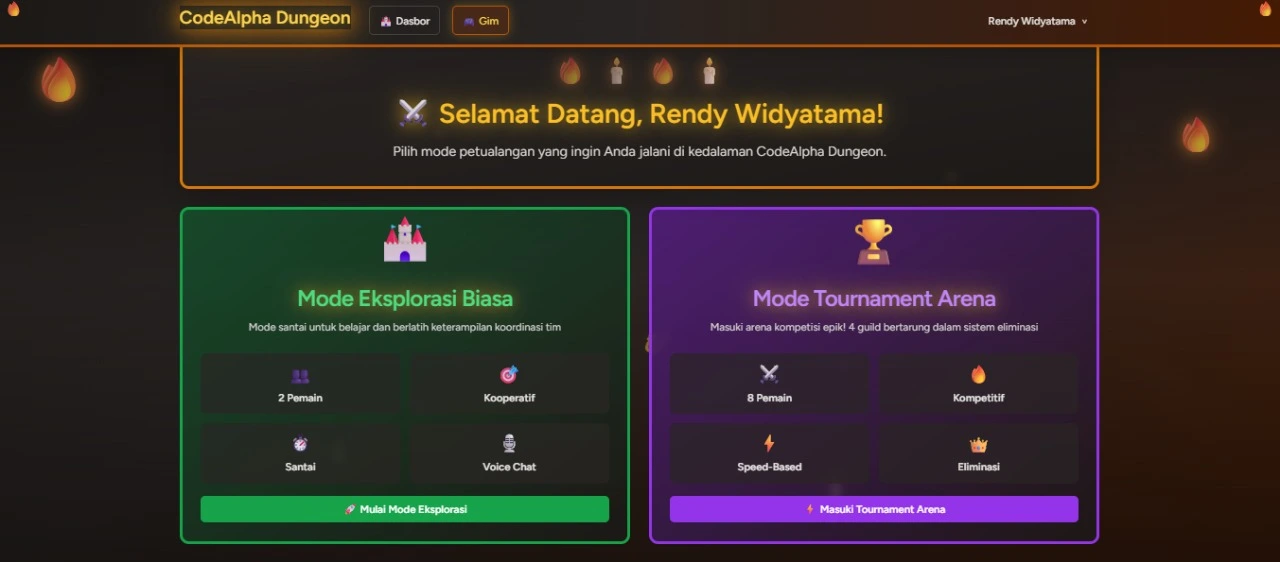 CodeAlpha Dungeon
Dasbor
Gim
Rendy Widyatama
Selamat Datang, Rendy Widyatama!
Pilih mode petualangan yang ingin Anda jalani di kedalaman CodeAlpha Dungeon.
Mode Eksplorasi Biasa
Mode santai untuk belajar dan berlatih keterampilan koordinasi tim
2 Pemain
Kooperatif
Santai
Voice Chat
Mulai Mode Eksplorasi
Mode Tournament Arena
Masuki arena kompetisi epik! 4 guild bertarung dalam sistem eliminasi
8 Pemain
Kompetitif
Speed-Based
Eliminasi
Masuki Tournament Arena